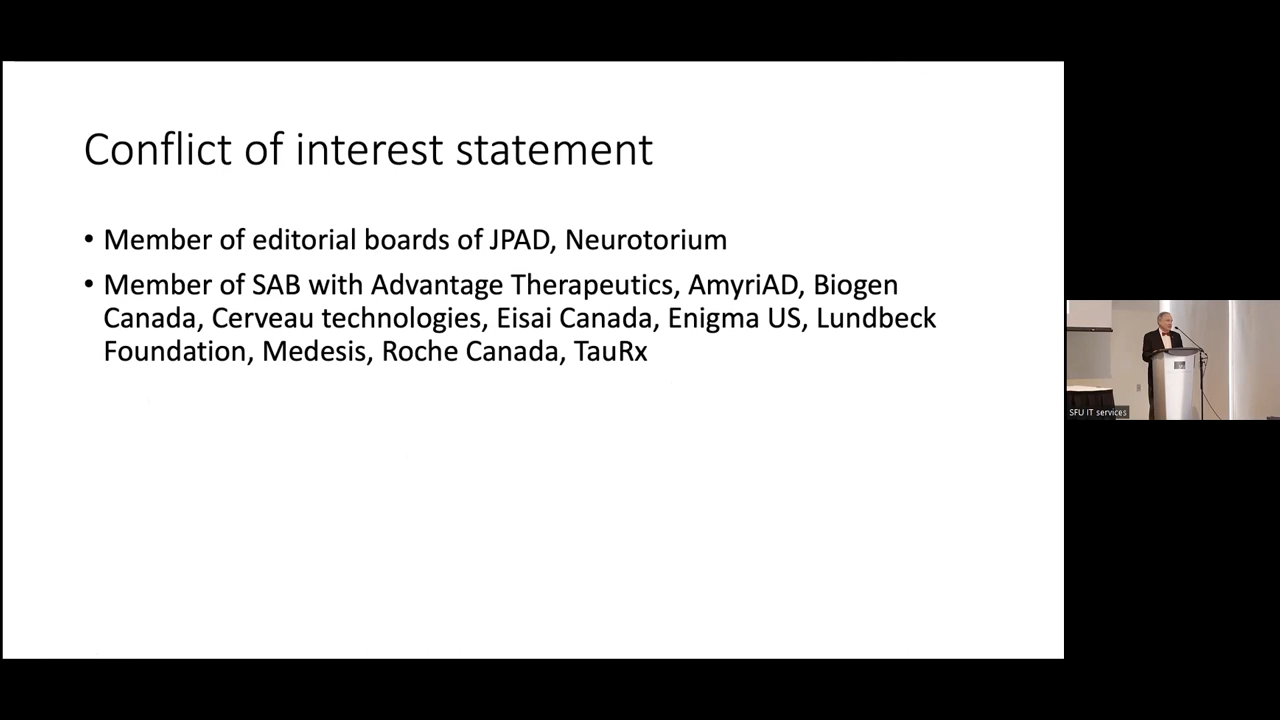 Conflict of interest statement
• Member of editorial boards of JPAD, Neurotorium
• Member of SAB with Advantage Therapeutics, AmyriAD, Biogen
Canada, Cerveau technologies, Eisai Canada, Enigma US, Lundbeck
Foundation, Medesis, Roche Canada, TauRx
SFU IT services